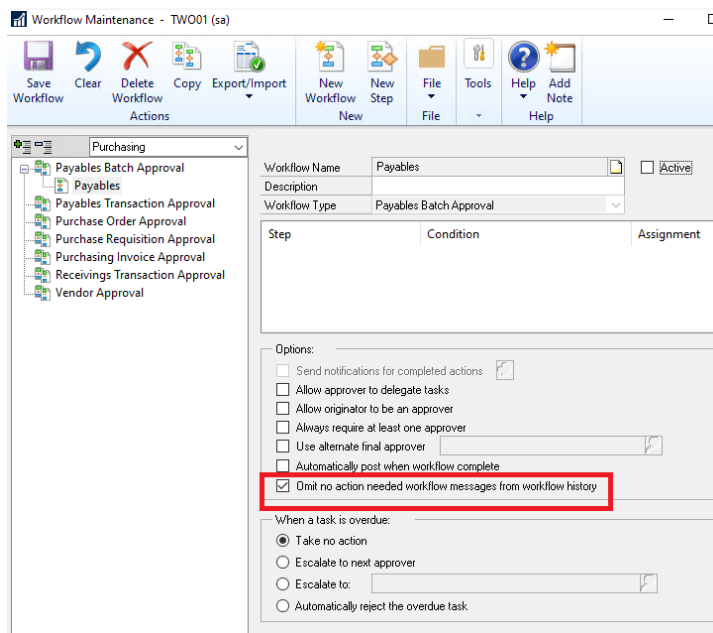 Workflow Maintenance - TWO01 (sa)
Save Workflow
Clear
Delete Workflow
Copy
Export/Import
New Workflow
New Step
File
Tools
Help
Add Note
Actions
New
File
Help
Purchasing
Payables Batch Approval
Payables
Payables Transaction Approval
Purchase Order Approval
Purchase Requisition Approval
Purchasing Invoice Approval
Receivings Transaction Approval
Vendor Approval
Workflow Name Payables Active
Description
Workflow Type Payables Batch Approval
Step Condition Assignment
Options:
Send notifications for completed actions
Allow approver to delegate tasks
Allow originator to be an approver
Always require at least one approver
Use alternate final approver
Automatically post when workflow complete
Omit no action needed workflow messages from workflow history
When a task is overdue:
Take no action
Escalate to next approver
Escalate to:
Automatically reject the overdue task